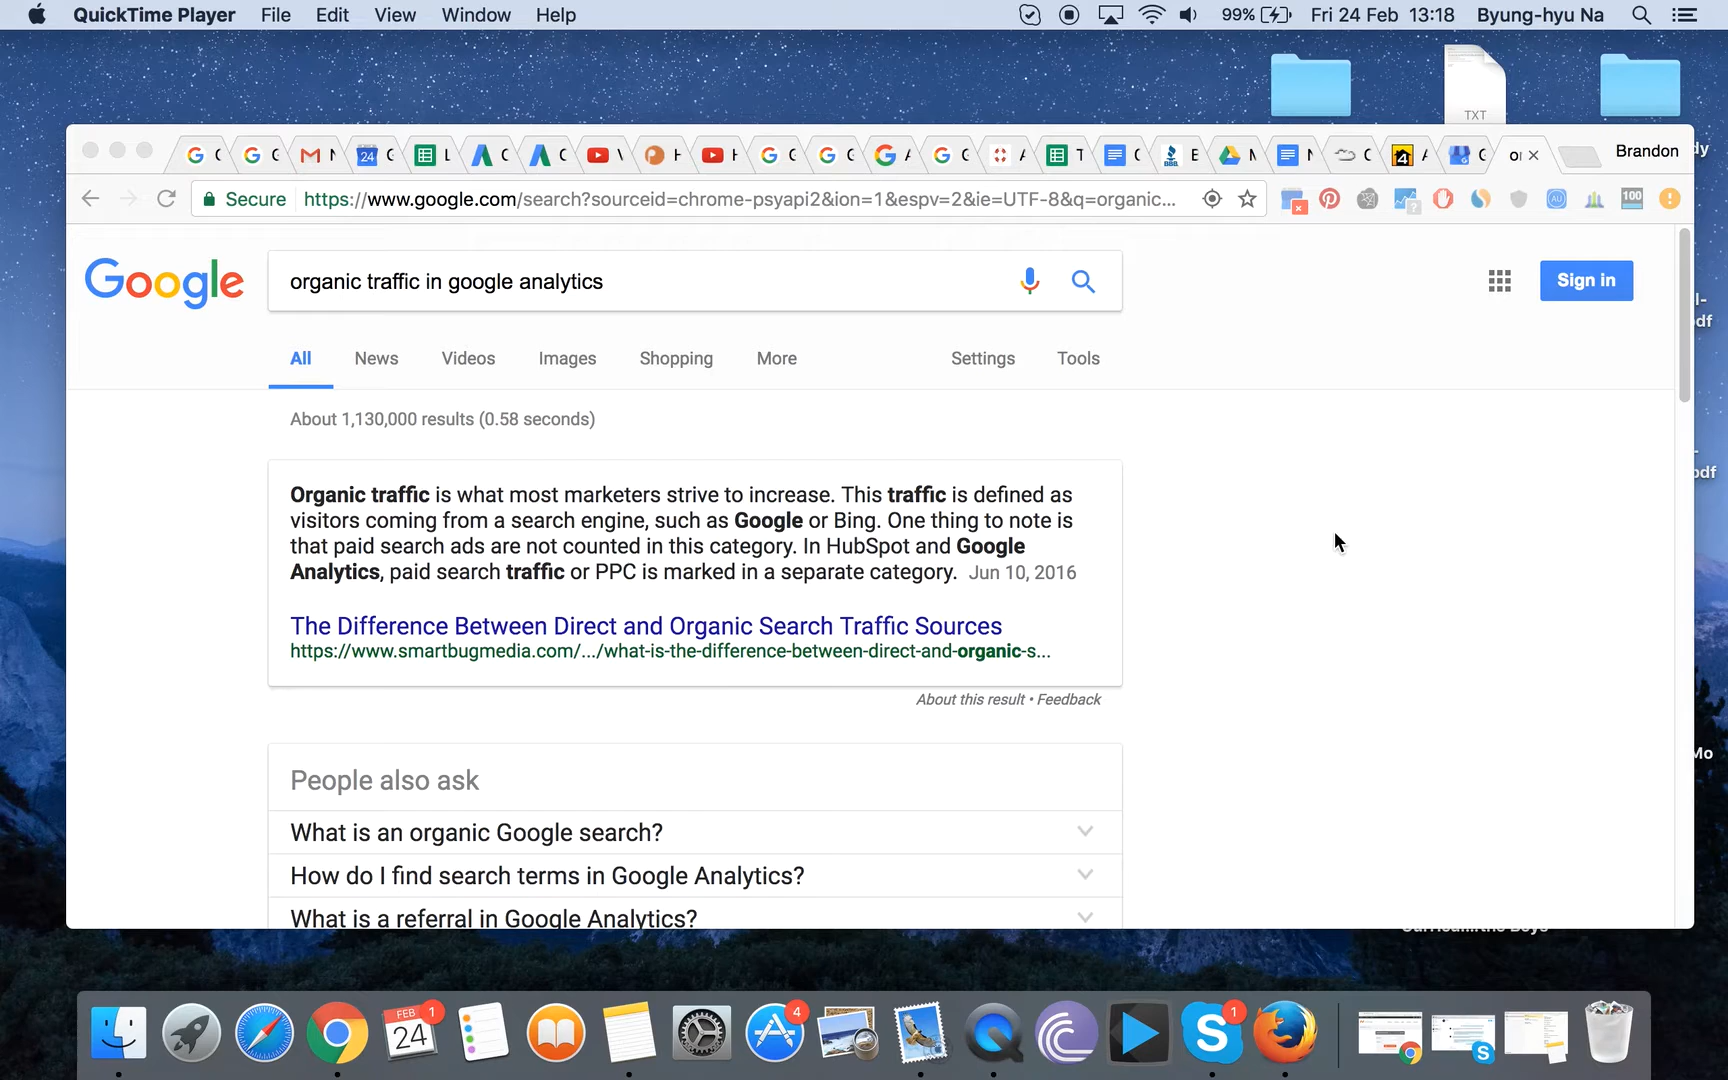 QuickTime Player File Edit View Window Help 99% Fri 24 Feb 13:18 Byung-hyu Na
TXT
24 BBB 4 Brandon
Secure https://www.google.com/search?sourceid=chrome-psyapi2&ion=1&espv=2&ie=UTF-8&q=organic... AU 100
Google organic traffic in google analytics Sign in
All News Videos Images Shopping More Settings Tools
About 1,130,000 results (0.58 seconds)
Organic traffic is what most marketers strive to increase. This traffic is defined as
visitors coming from a search engine, such as Google or Bing. One thing to note is
that paid search ads are not counted in this category. In HubSpot and Google
Analytics, paid search traffic or PPC is marked in a separate category. Jun 10, 2016
The Difference Between Direct and Organic Search Traffic Sources
https://www.smartbugmedia.com/.../what-is-the-difference-between-direct-and-organic-s...
About this result • Feedback
People also ask
What is an organic Google search?
How do I find search terms in Google Analytics?
What is a referral in Google Analytics?
FEB
24
1
4
1